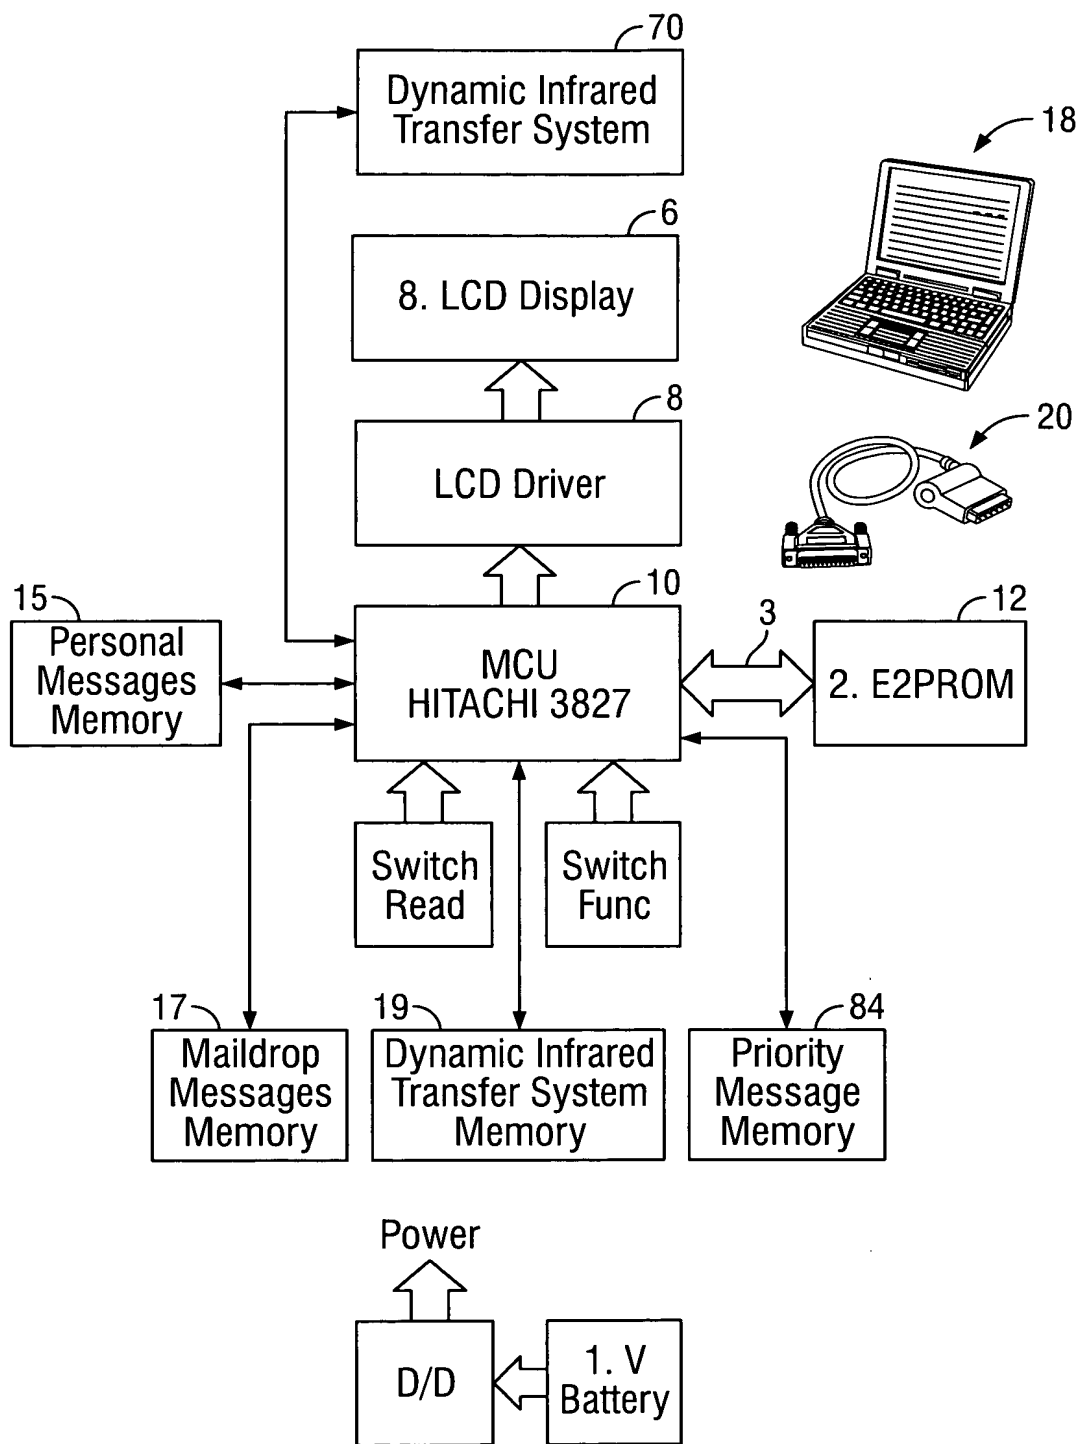 70
Dynamic Infrared
Transfer System
18
6
8. LCD Display
8
LCD Driver
20
15
Personal
Messages
Memory
10
MCU
HITACHI 3827
3
12
2. E2PROM
Switch
Read
Switch
Func
17
Maildrop
Messages
Memory
19
Dynamic Infrared
Transfer System
Memory
84
Priority
Message
Memory
Power
D/D
1. V
Battery